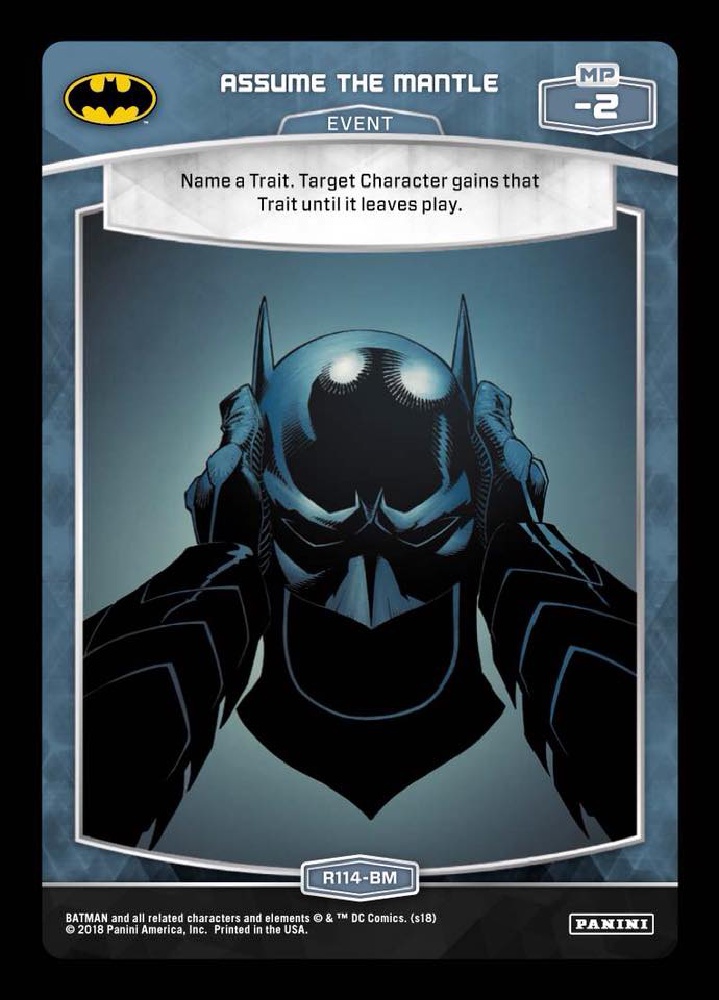 ASSUME THE MANTLE
MP
-2
EVENT
Name a Trait. Target Character gains that
Trait until it leaves play.
R114-BM
BATMAN and all related characters and elements © & ™ DC Comics. (s18)
© 2018 Panini America, Inc. Printed in the USA.
PANINI